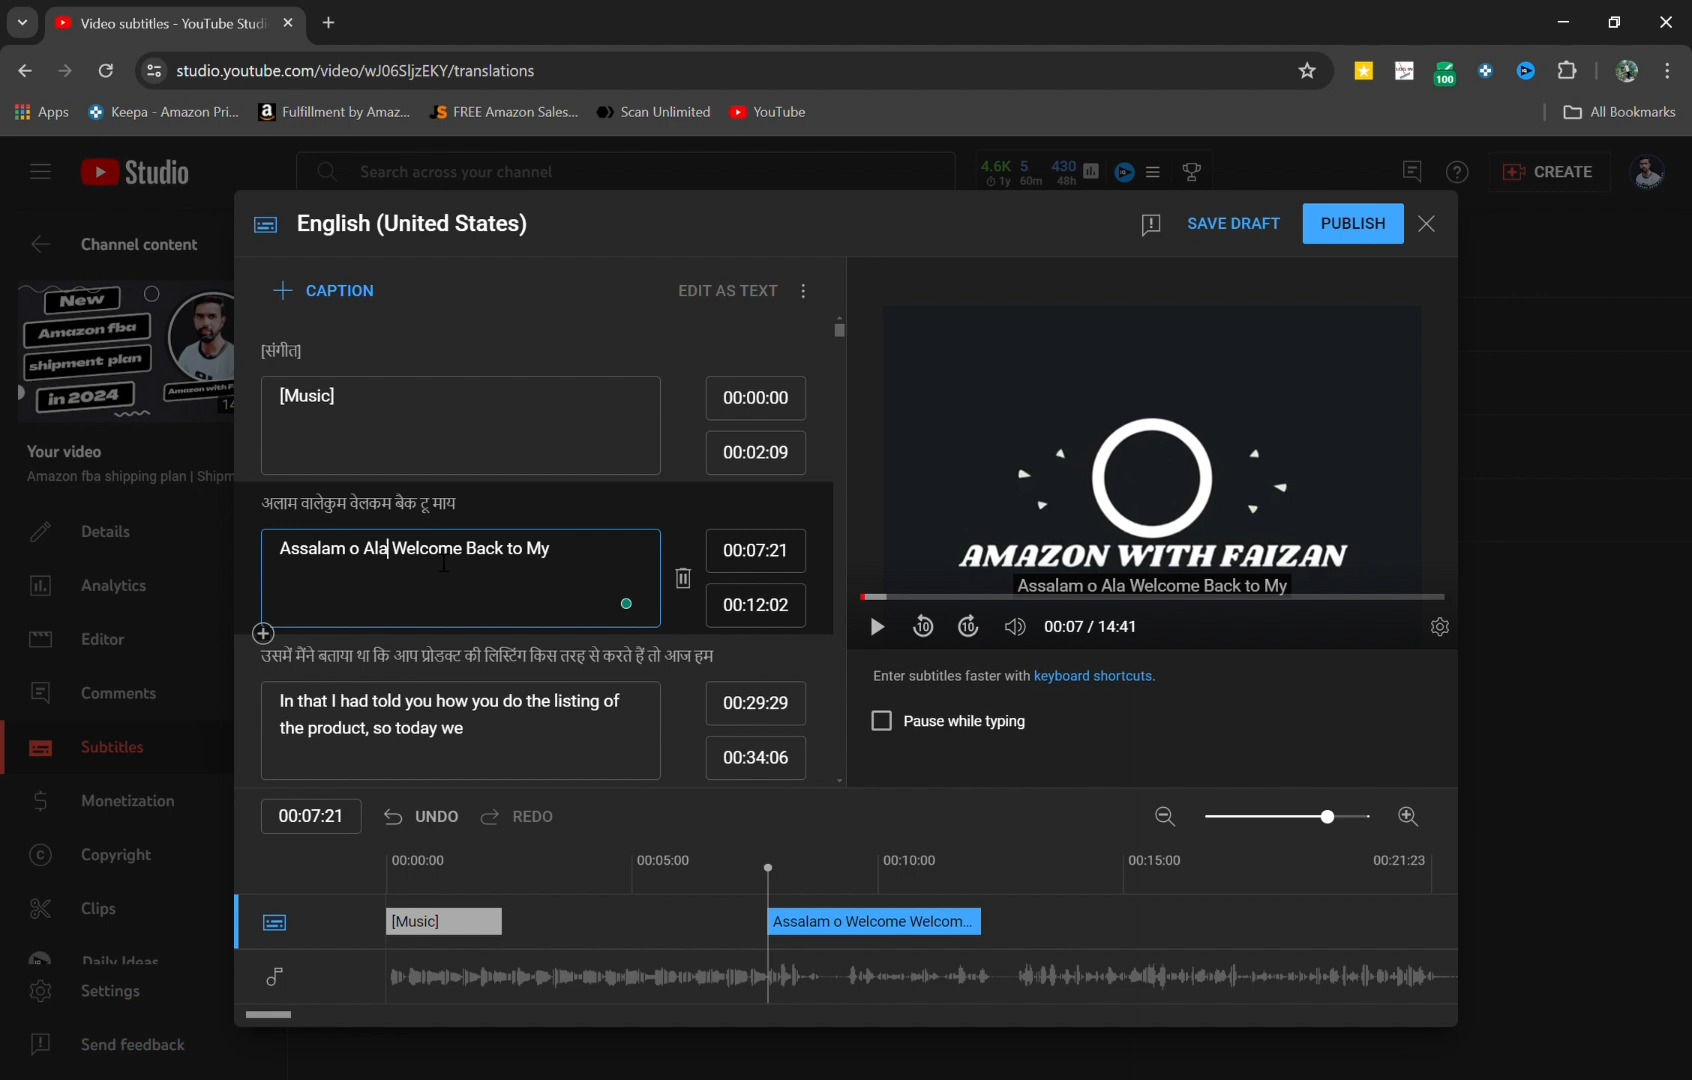 Video subtitles - YouTube Studi
studio.youtube.com/video/wJ06SljzEKY/translations
Apps
Keepa - Amazon Pri...
Fulfillment by Amaz...
FREE Amazon Sales...
Scan Unlimited
YouTube
All Bookmarks
100
Studio
Search across your channel
4.6K 5 430
1y 60m 48h
CREATE
Channel content
New
Amazon fba
shipment plan
in 2024
Your video
Amazon fba shipping plan | Shipm
Details
Analytics
Editor
Comments
Subtitles
Monetization
Copyright
Clips
Daily Ideas
Settings
Send feedback
English (United States)
SAVE DRAFT
PUBLISH
CAPTION
EDIT AS TEXT
[संगीत]
[Music]
00:00:00
00:02:09
अलाम वालेकुम वेलकम बैक टू माय
Assalam o Ala Welcome Back to My
00:07:21
00:12:02
उसमें मैंने बताया था कि आप प्रोडक्ट की लिस्टिंग किस तरह से करते हैं तो आज हम
In that I had told you how you do the listing of
the product, so today we
00:29:29
00:34:06
AMAZON WITH FAIZAN
Assalam o Ala Welcome Back to My
10
10
00:07 / 14:41
Enter subtitles faster with keyboard shortcuts.
Pause while typing
00:07:21
UNDO
REDO
00:00:00
00:05:00
00:10:00
00:15:00
00:21:23
[Music]
Assalam o Welcome Welcom...